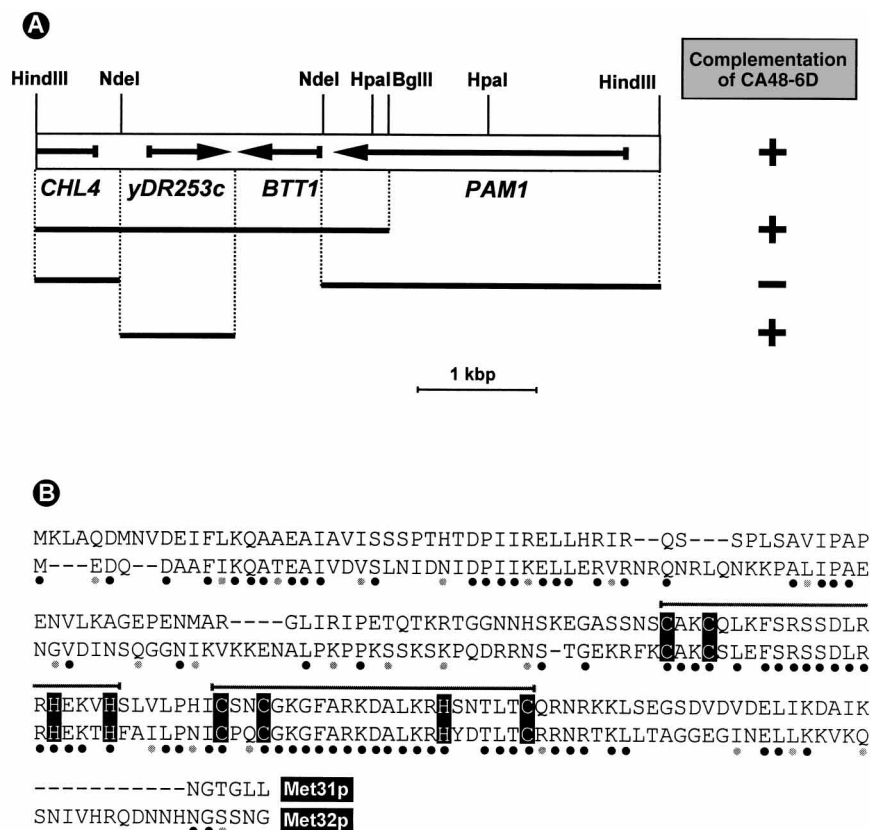 A
Complementation
of CA48-6D
HindIII NdeI NdeI HpaI BglII HpaI HindIII
+
CHL4 yDR253c BTT1 PAM1
+
−
+
1 kbp
B
MKLAQDMNVDEIFLKQAAEAIAVISSSPTHTDPIIRELLHRIR--QS---SPLSAVIPAP
M---EDQ--DAAFIKQATEAIVDVSLNIDNIDPIIKELLERVRNRQNRLQNKKPALIPAE
ENVLKAGEPENMAR---GLIRIPETQTKRTGGNNHSKEGASSNSCAKCQLKFSRSSDLR
NGVDINSQGGNIKVKKENALPKPPKSSKSKPQDRRNS-TGEKRFKCAKCSLEFSRSSDLR
RHEKVHSLVLPHICSNCGKGFARKDALKRHSNTLTCQRNRKKLSEGSDVDVDELIKDAIK
RHEKTHFAILPNICPQCGKGFARKDALKRHYDTLTCRRNRTKLLTAGGEGINELLKKVKQ
-----------NGTGLL Met31p
SNIVHRQDNNHNGSSNG Met32p